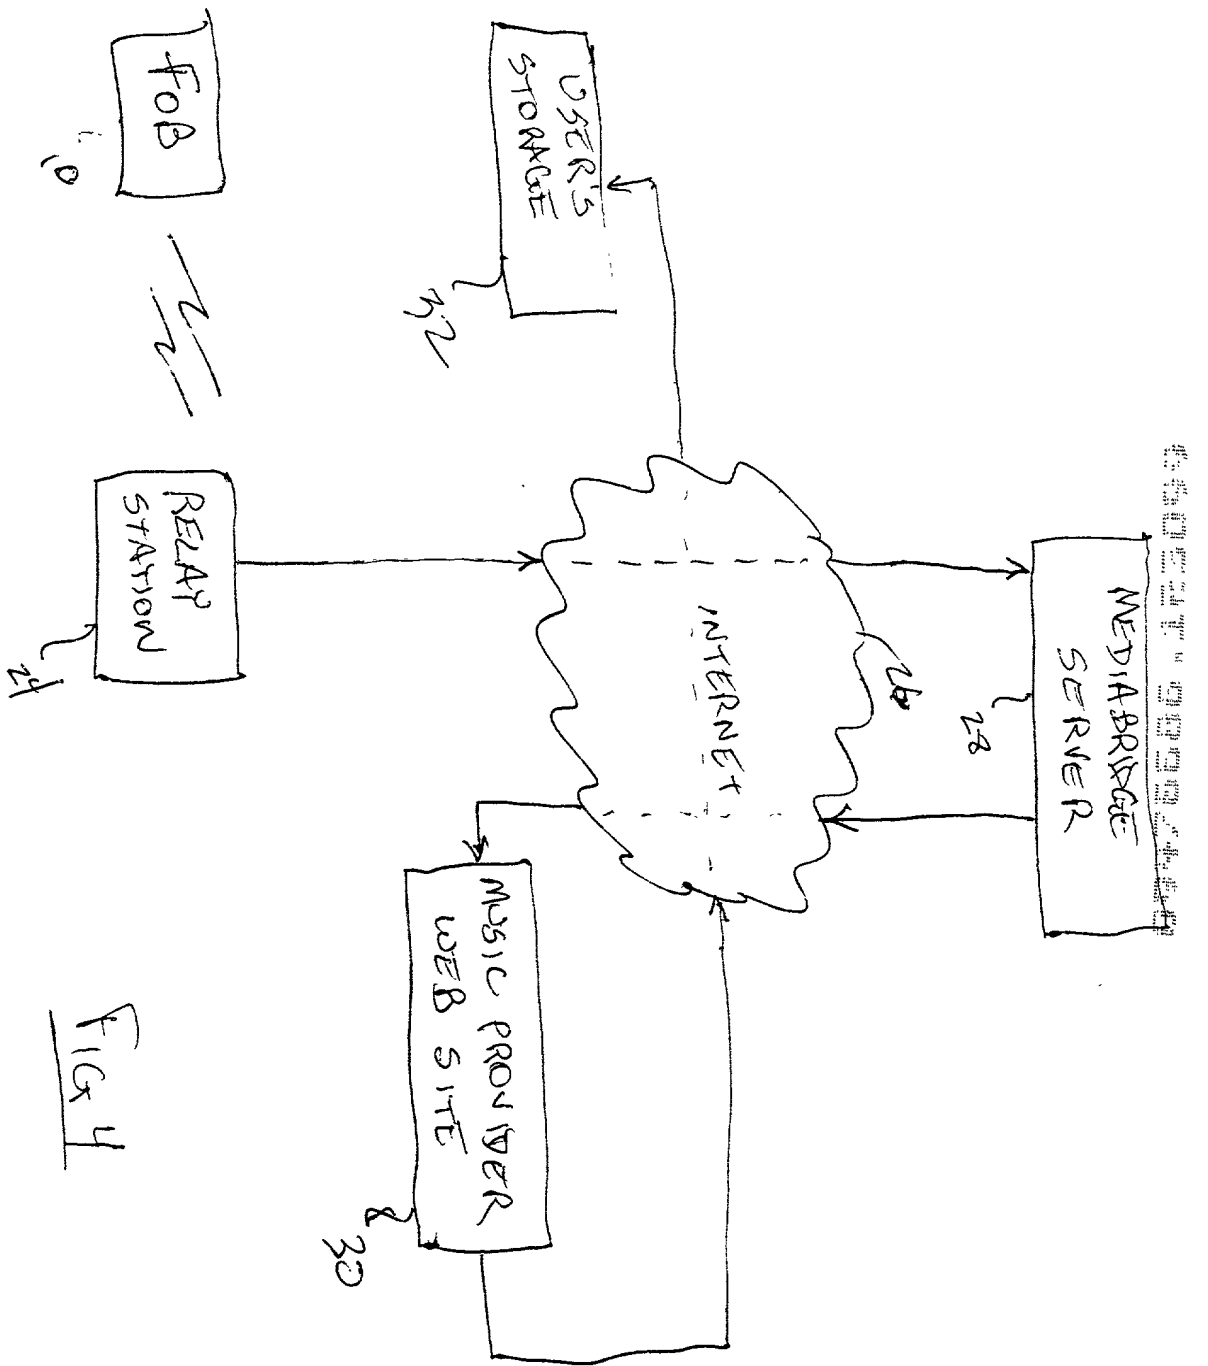 MEDIABRIDGE
SERVER
28
26
INTERNET
USER'S
STORAGE
32
MUSIC PROVIDER
WEB SITE
30
FOB
10
RELAY
STATION
24
FIG 4